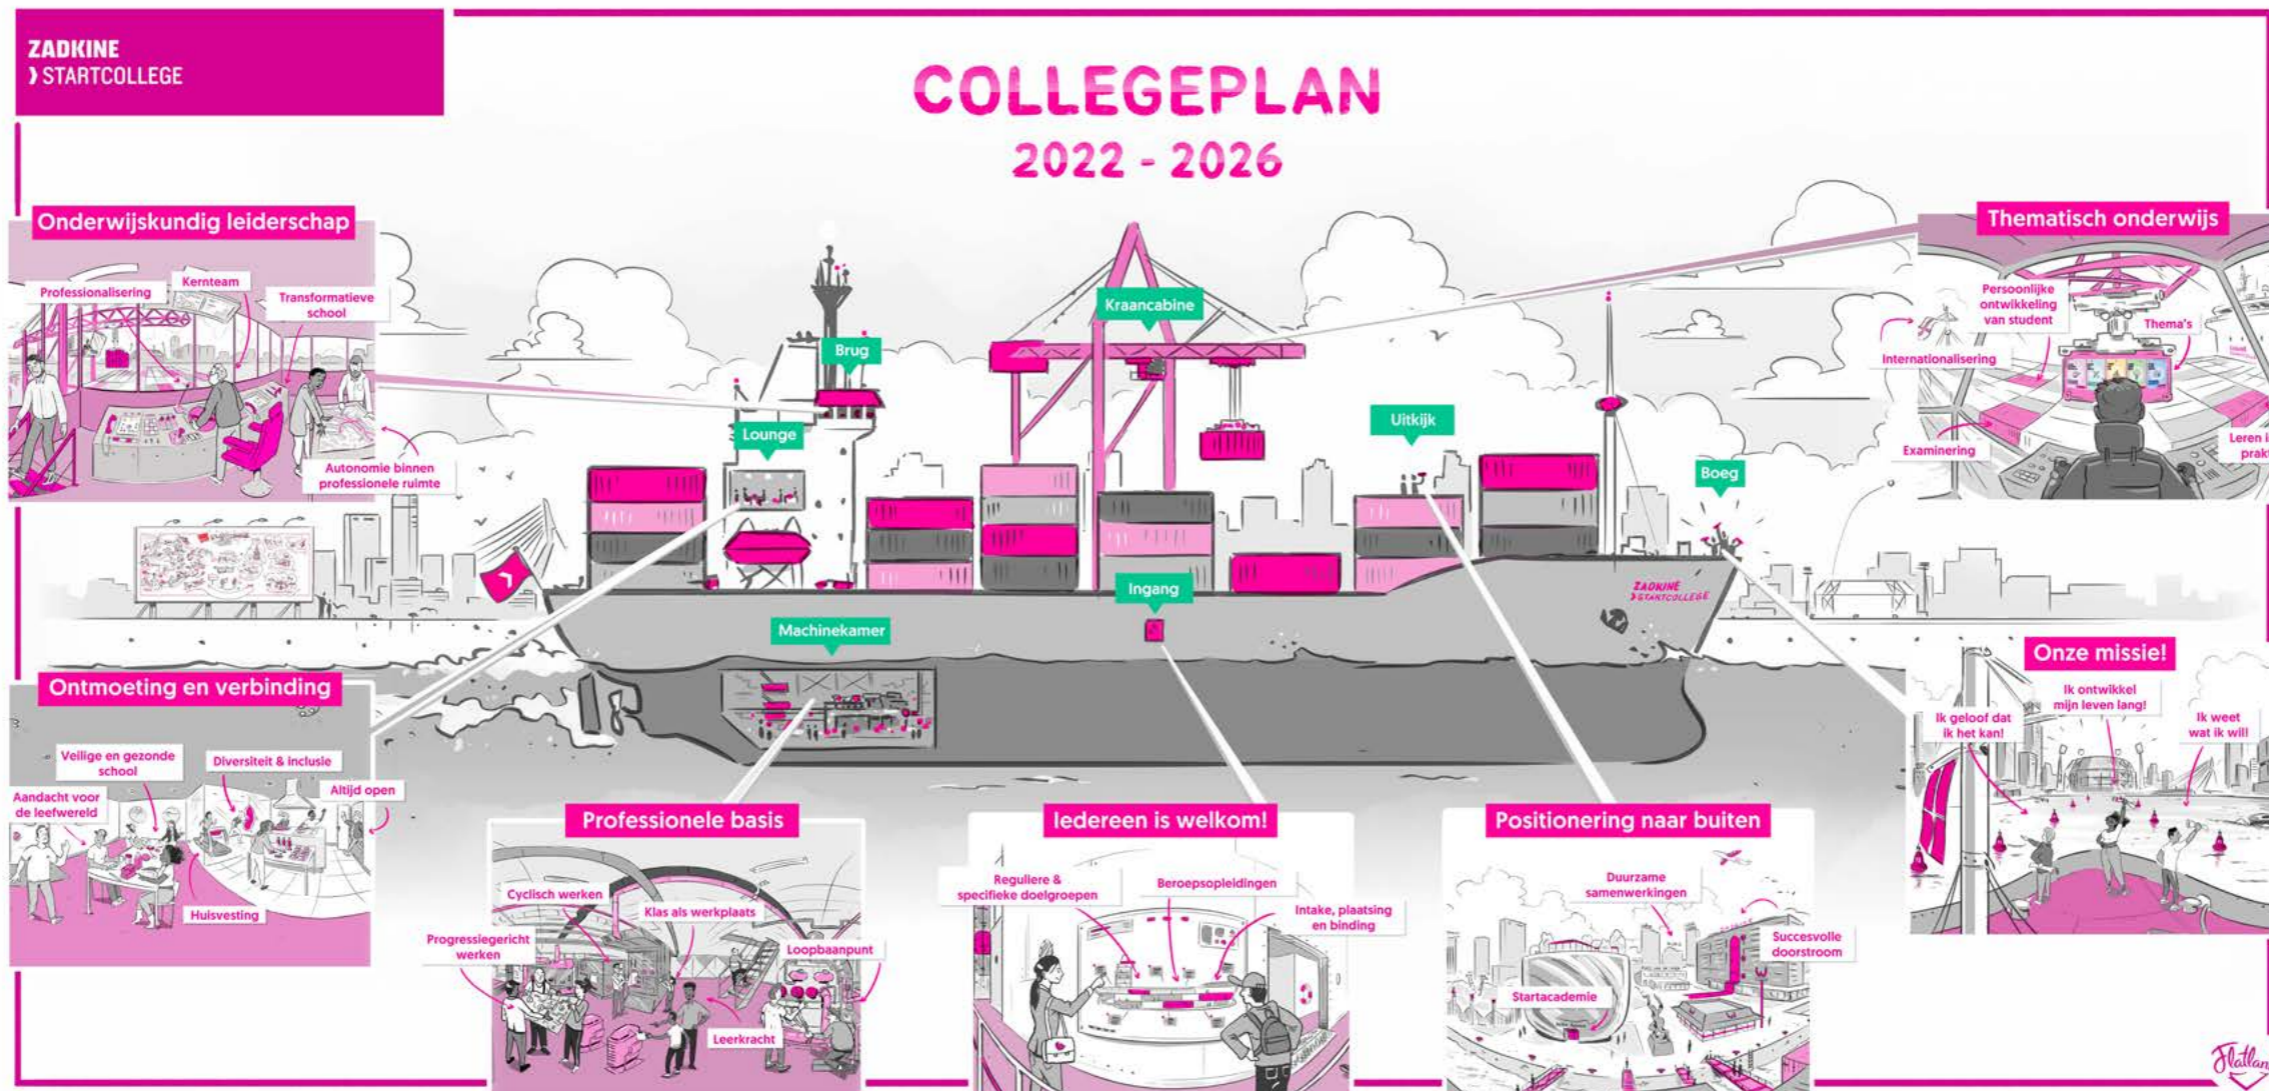 ZADKINE
STARTCOLLEGE
COLLEGEPLAN
2022 - 2026
Onderwijskundig leiderschap
Professionalisering
Kernteam
Transformatieve
school
Autonomie binnen
professionele ruimte
Thematisch onderwijs
Persoonlijke
ontwikkeling
van student
Thema's
Internationalisering
Examinering
Leren i
prakt
Brug
Lounge
Kraancabine
Uitkijk
Boeg
Ingang
Machinekamer
ZADKINE
STARTCOLLEGE
Ontmoeting en verbinding
Veilige en gezonde
school
Diversiteit & inclusie
Altijd open
Aandacht voor
de leefwereld
Huisvesting
Professionele basis
Cyclisch werken
Klas als werkplaats
Progressiegericht
werken
Loopbaanpunt
Leerkracht
Iedereen is welkom!
Reguliere &
specifieke doelgroepen
Beroepsopleidingen
Intake, plaatsing
en binding
Positionering naar buiten
Duurzame
samenwerkingen
Succesvolle
doorstroom
Startacademie
Onze missie!
Ik ontwikkel
mijn leven lang!
Ik geloof dat
ik het kan!
Ik weet
wat ik wil!
Flatlan